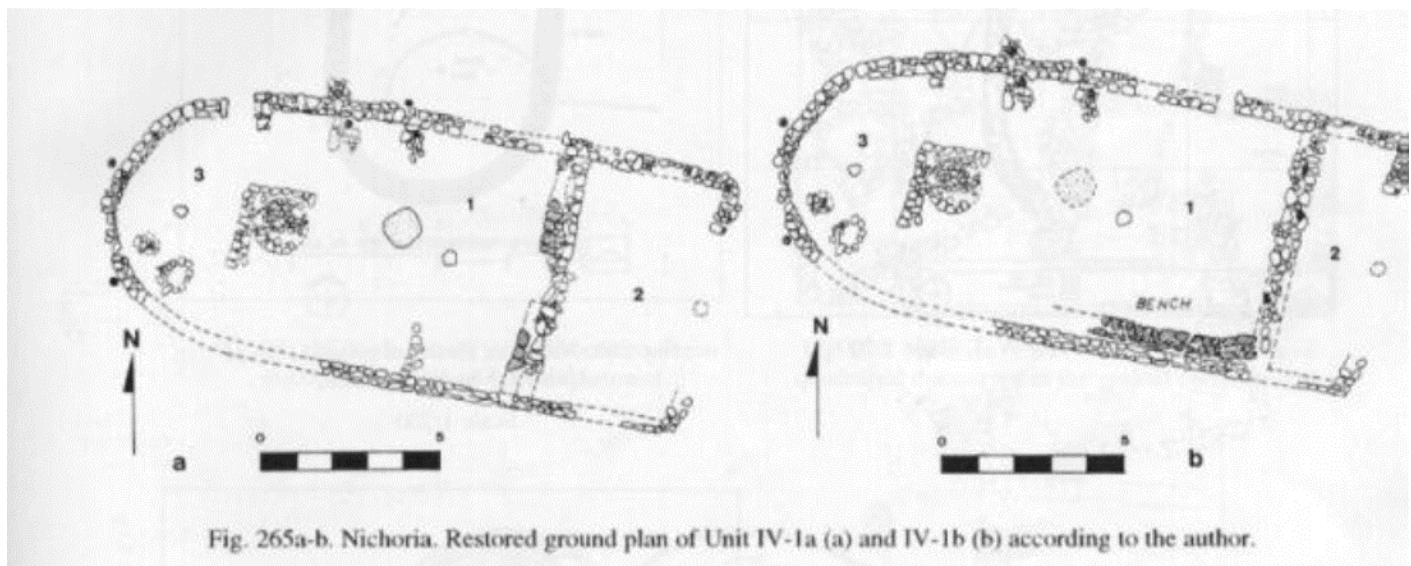 3
1
2
N
0 5
a
3
1
2
BENCH
N
0 5
b
Fig. 265a-b. Nichoria. Restored ground plan of Unit IV-1a (a) and IV-1b (b) according to the author.